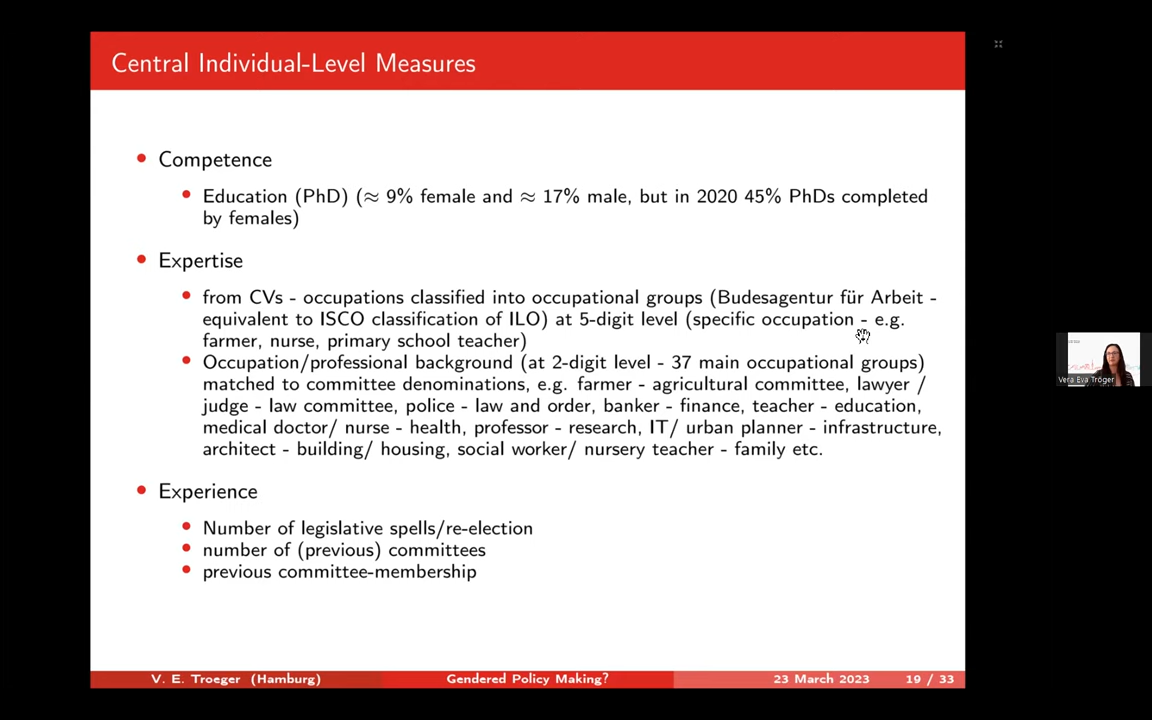 Central Individual-Level Measures
Competence
Education (PhD) (≈ 9% female and ≈ 17% male, but in 2020 45% PhDs completed
by females)
Expertise
from CVs - occupations classified into occupational groups (Budesagentur für Arbeit -
equivalent to ISCO classification of ILO) at 5-digit level (specific occupation - e.g.
farmer, nurse, primary school teacher)
Occupation/professional background (at 2-digit level - 37 main occupational groups)
matched to committee denominations, e.g. farmer - agricultural committee, lawyer /
judge - law committee, police - law and order, banker - finance, teacher - education,
medical doctor/ nurse - health, professor - research, IT/ urban planner - infrastructure,
architect - building/ housing, social worker/ nursery teacher - family etc.
Experience
Number of legislative spells/re-election
number of (previous) committees
previous committee-membership
V. E. Troeger (Hamburg) Gendered Policy Making? 23 March 2023 19 / 33
Vera Eva Tröger